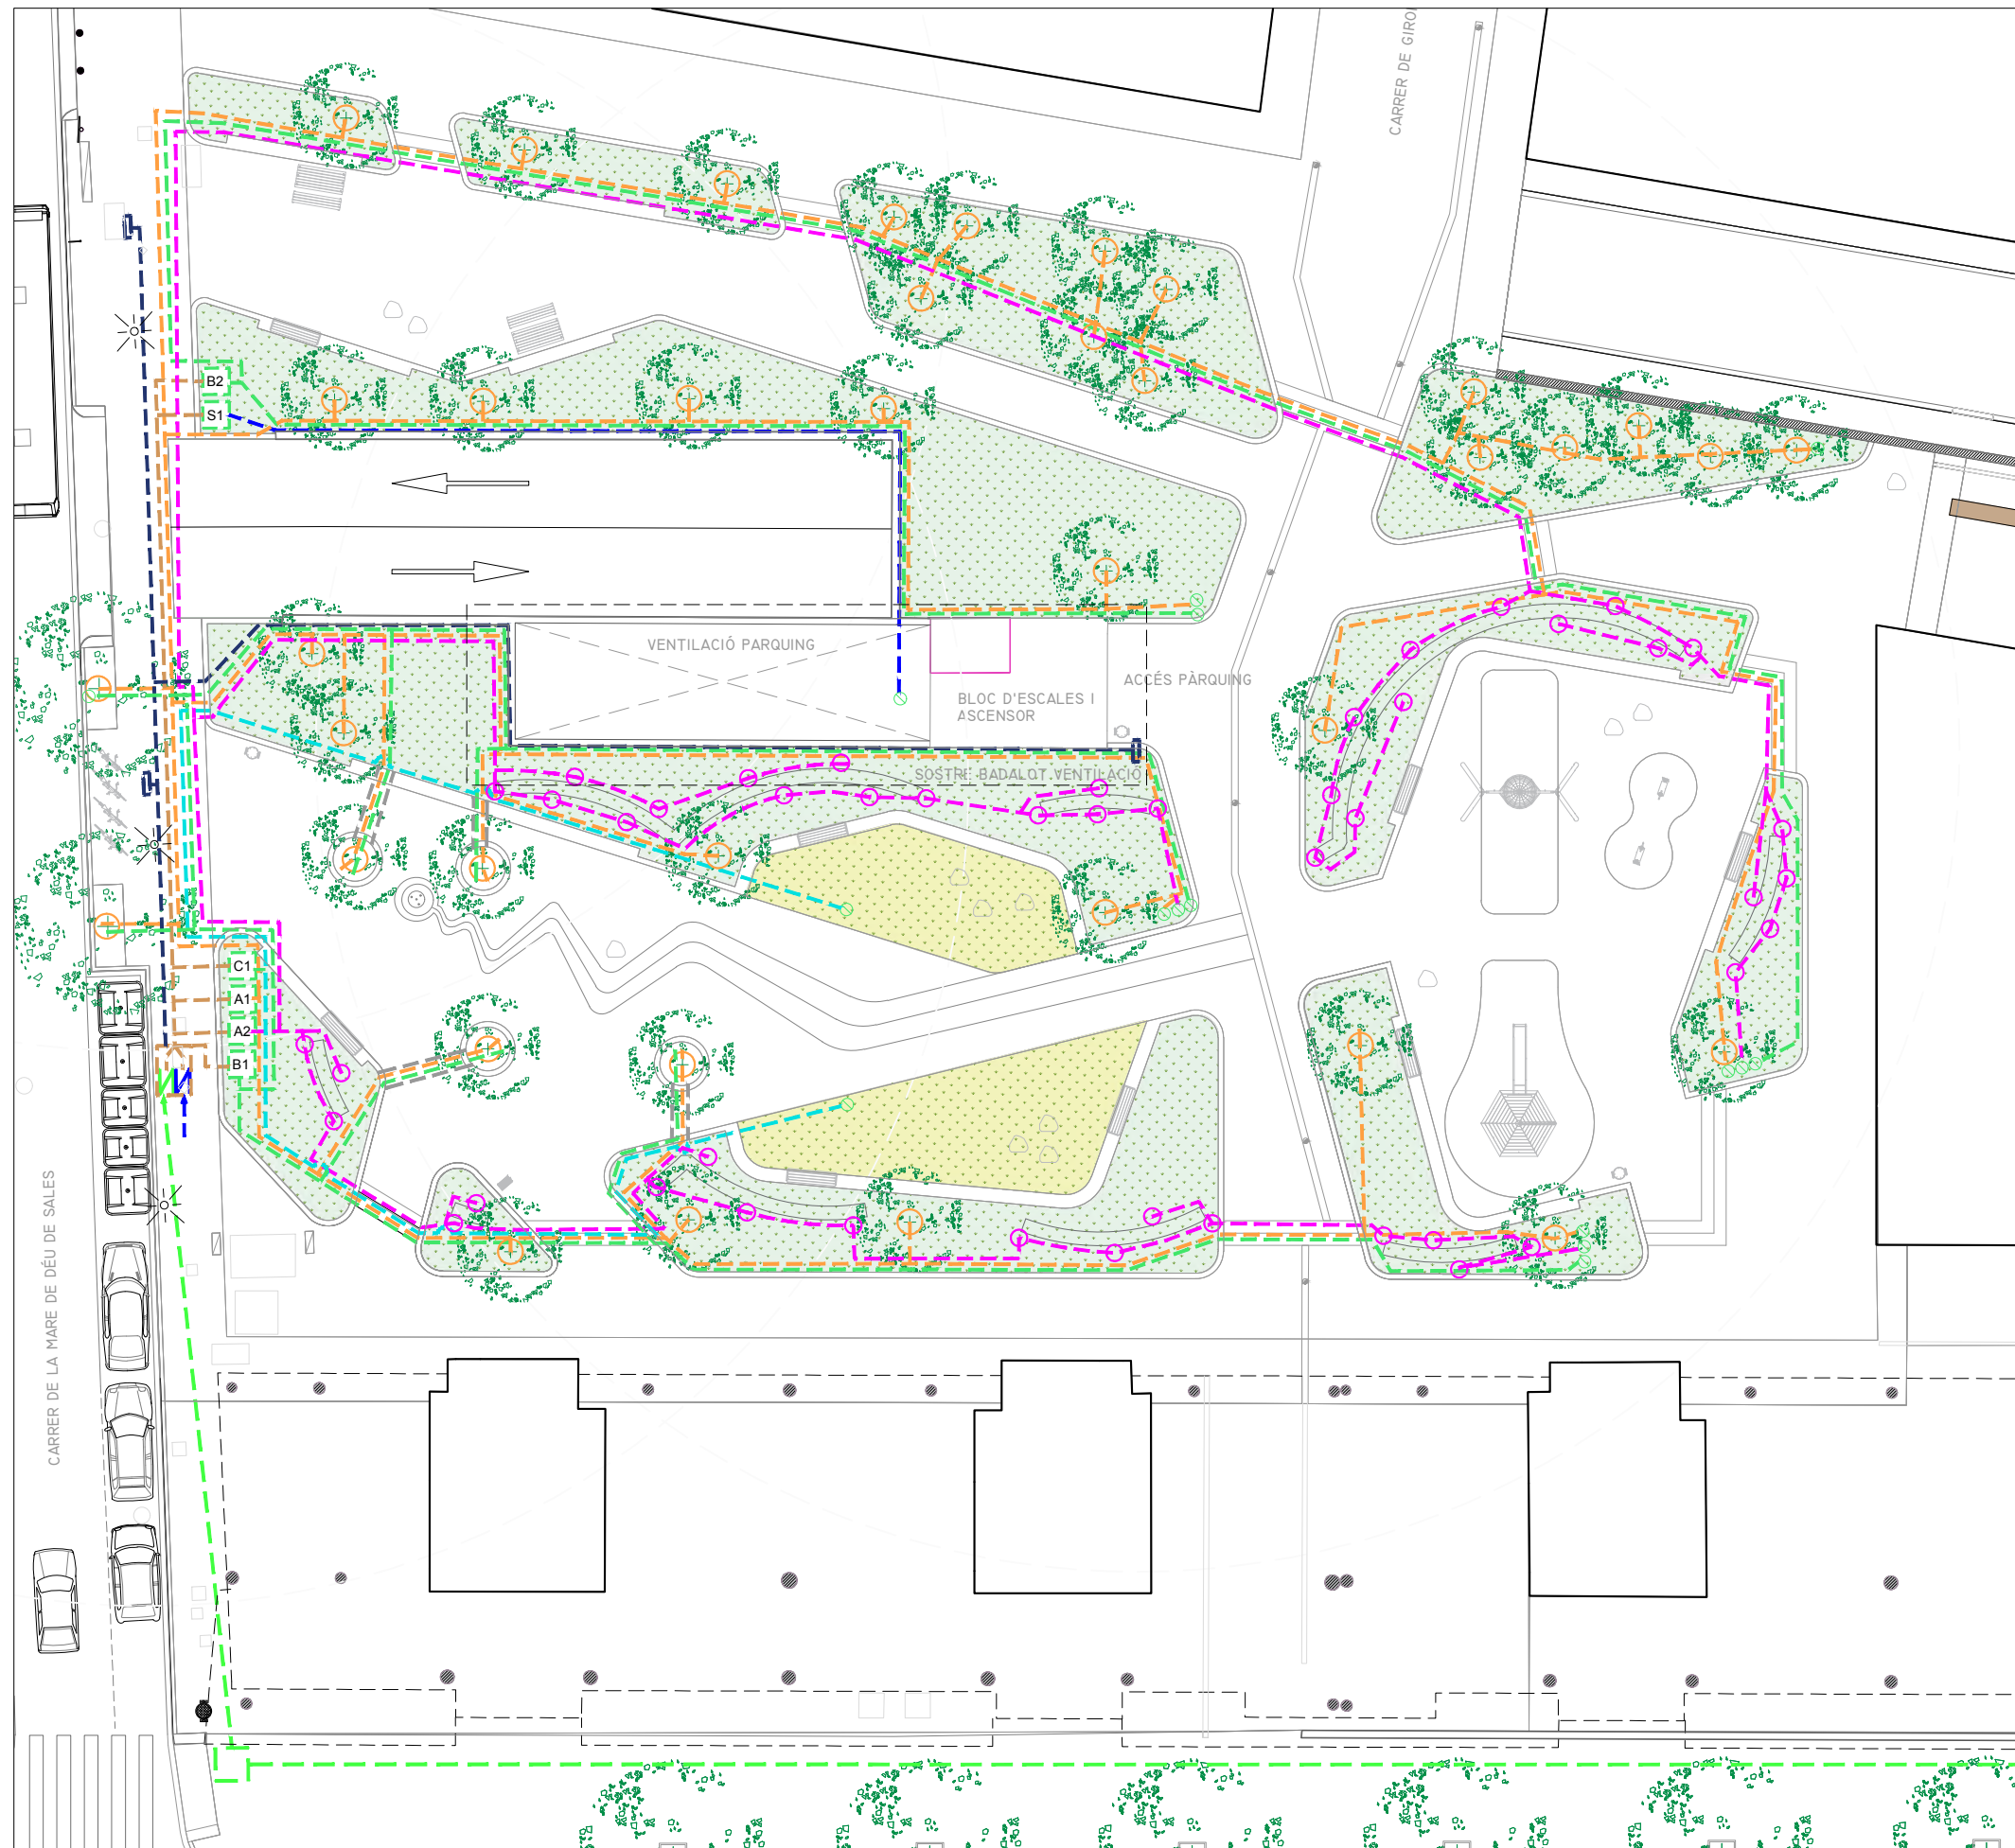 CARRER DE GIRO
B2
S1
VENTILACIÓ PARQUING
ACCÉS PÀRQUING
BLOC D'ESCALES I
ASCENSOR
SOSTRE BADALOT VENTILACIÓ
C1
A1
A2
B1
CARRER DE LA MARE DE DÉU DE SALES